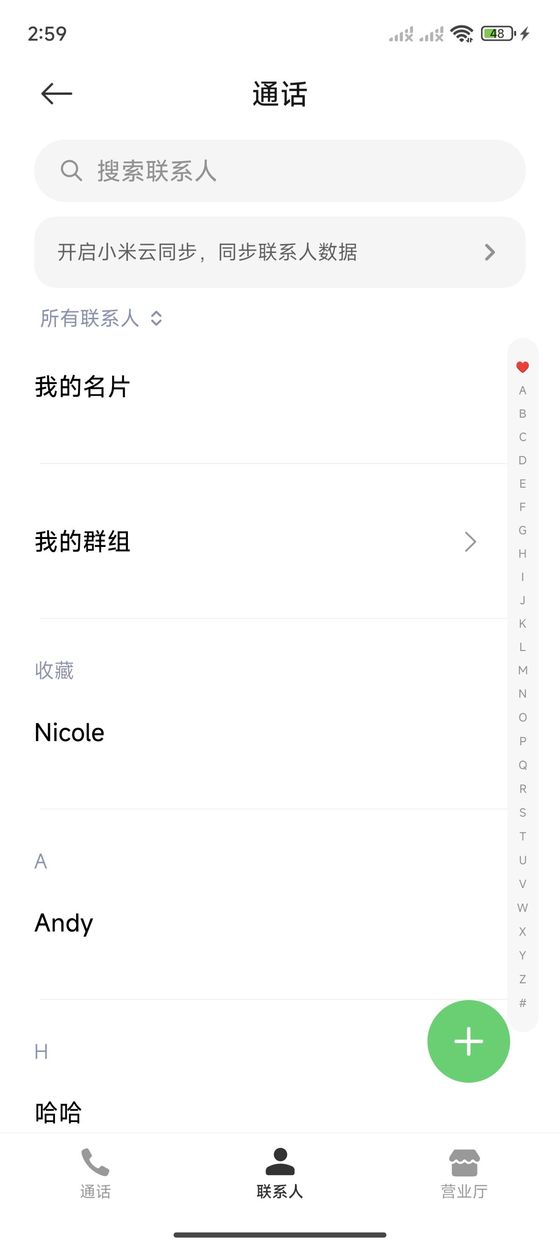 2:59
48
通话
搜索联系人
开启小米云同步，同步联系人数据
所有联系人
我的名片
我的群组
收藏
Nicole
A
Andy
H
哈哈
A
B
C
D
E
F
G
H
I
J
K
L
M
N
O
P
Q
R
S
T
U
V
W
X
Y
Z
#
通话
联系人
营业厅